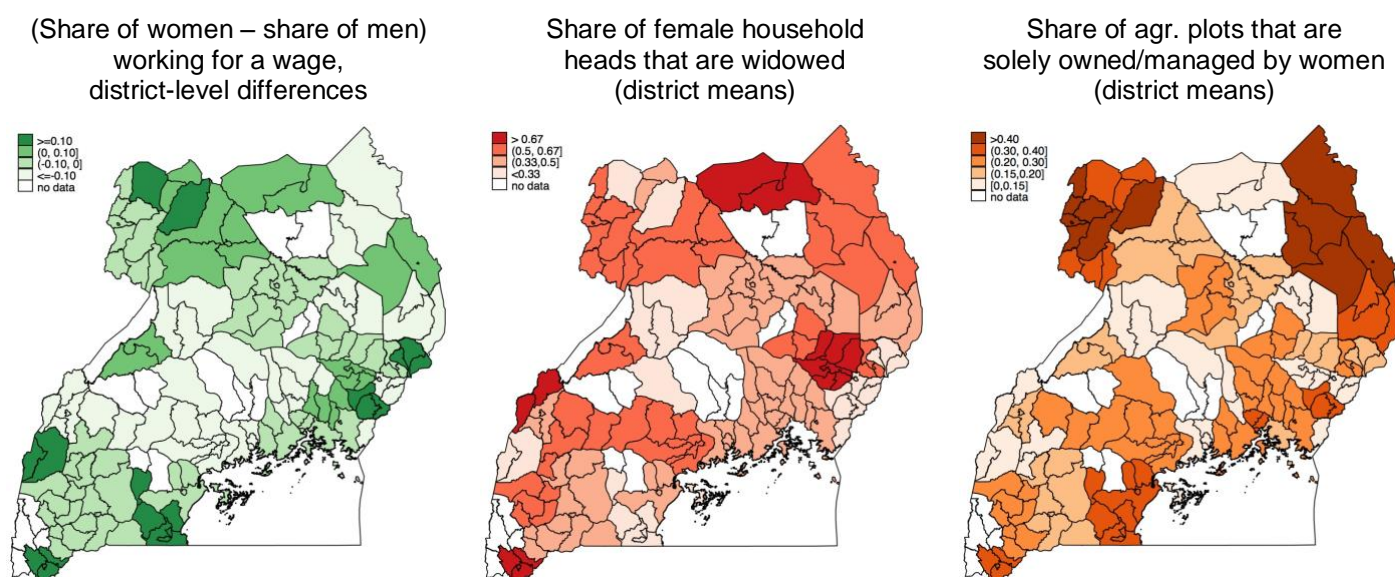 (Share of women – share of men)
working for a wage,
district-level differences
>=0.10
(0, 0.10]
(-0.10, 0]
<=-0.10
no data
Share of female household
heads that are widowed
(district means)
> 0.67
(0.5, 0.67]
(0.33,0.5]
<0.33
no data
Share of agr. plots that are
solely owned/managed by women
(district means)
>0.40
(0.30, 0.40]
(0.20, 0.30]
(0.15,0.20]
[0,0.15]
no data